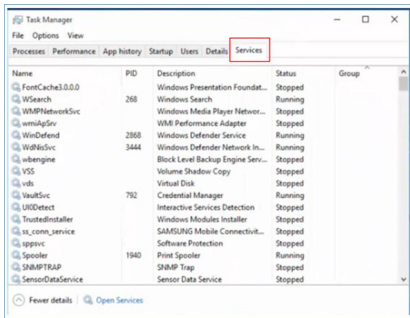 Task Manager
File Options View
Processes Performance App history Startup Users Details Services
Name PID Description Status Group
FontCache3.0.0.0 Windows Presentation Foundat... Stopped
WSearch 268 Windows Search Running
WMPNetworkSvc Windows Media Player Networ... Stopped
wmiApSrv WMI Performance Adapter Stopped
WinDefend 2868 Windows Defender Service Running
WdNisSvc 3444 Windows Defender Network In... Running
wbengine Block Level Backup Engine Serv... Stopped
VSS Volume Shadow Copy Stopped
vds Virtual Disk Stopped
VaultSvc 792 Credential Manager Running
UI0Detect Interactive Services Detection Stopped
TrustedInstaller Windows Modules Installer Stopped
ss_conn_service SAMSUNG Mobile Connectivit... Stopped
sppsvc Software Protection Stopped
Spooler 1940 Print Spooler Running
SNMPTRAP SNMP Trap Stopped
SensorDataService Sensor Data Service Stopped
Fewer details Open Services